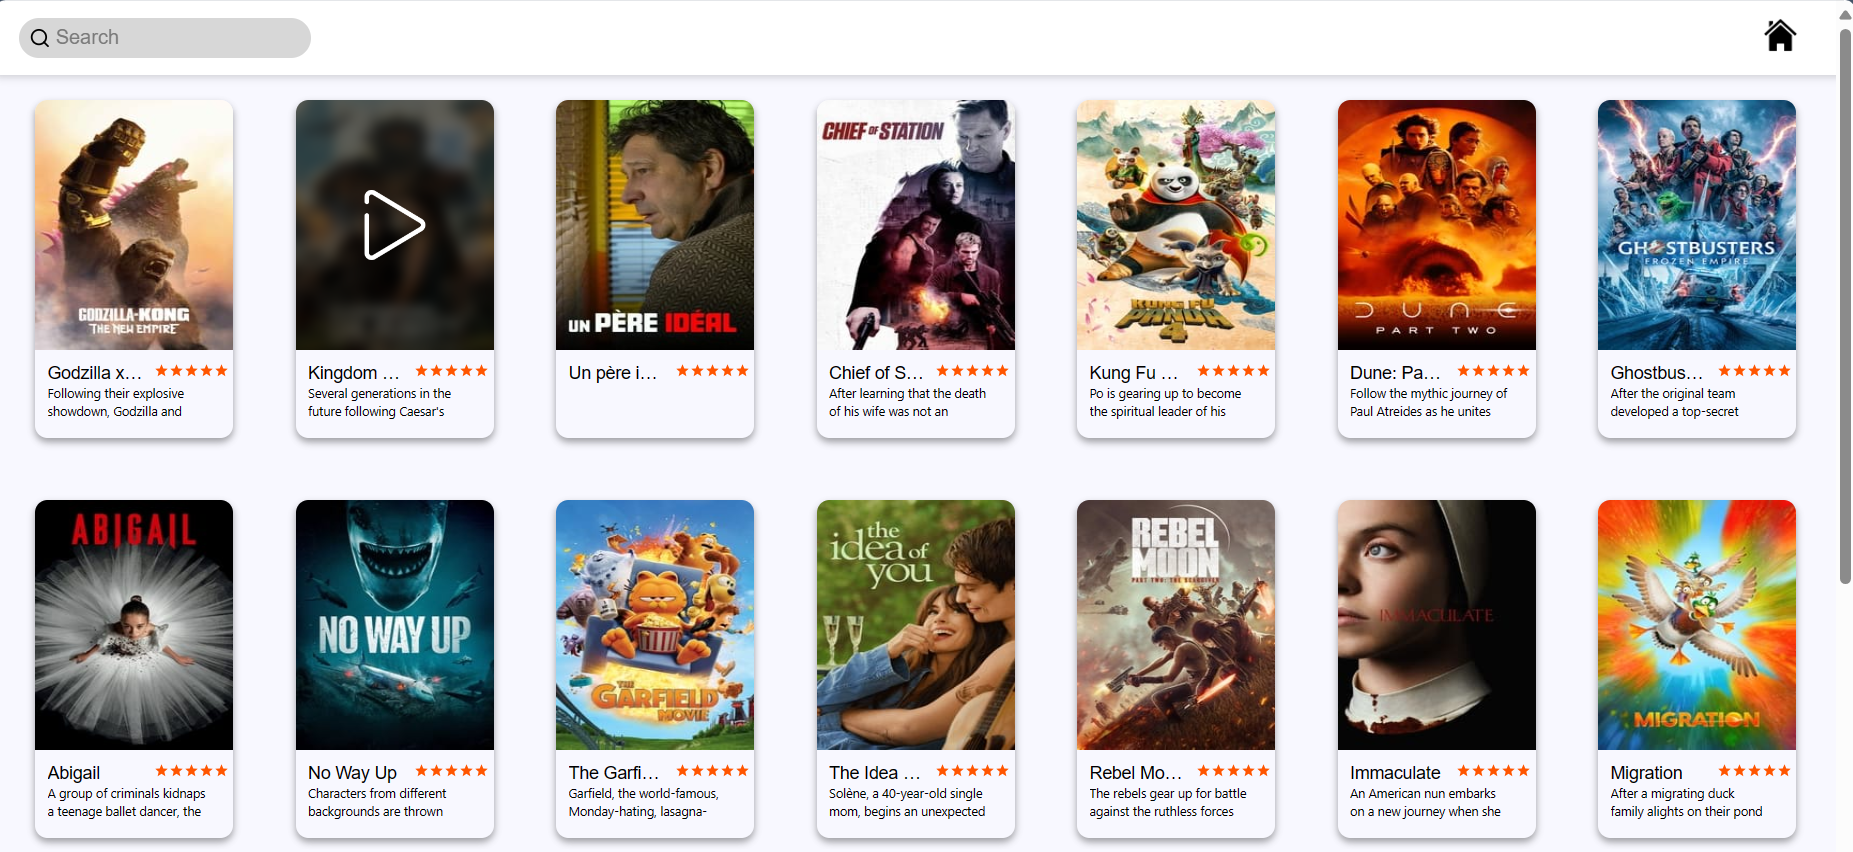 Search
GODZILLA x KONG
THE NEW EMPIRE
UN PÈRE IDÉAL
CHIEF OF STATION
KUNG FU
PANDA
4
DUNE
PART TWO
GHOSTBUSTERS
FROZEN EMPIRE
Godzilla x...
Following their explosive
showdown, Godzilla and
Kingdom ...
Several generations in the
future following Caesar's
Un père i...
Chief of S...
After learning that the death
of his wife was not an
Kung Fu ...
Po is gearing up to become
the spiritual leader of his
Dune: Pa...
Follow the mythic journey of
Paul Atreides as he unites
Ghostbus...
After the original team
developed a top-secret
ABIGAIL
NO WAY UP
THE
GARFIELD
MOVIE
the
idea of
you
REBEL
MOON
PART TWO: THE SCARGIVER
IMMACULATE
MIGRATION
Abigail
A group of criminals kidnaps
a teenage ballet dancer, the
No Way Up
Characters from different
backgrounds are thrown
The Garfi...
Garfield, the world-famous,
Monday-hating, lasagna-
The Idea ...
Solène, a 40-year-old single
mom, begins an unexpected
Rebel Mo...
The rebels gear up for battle
against the ruthless forces
Immaculate
An American nun embarks
on a new journey when she
Migration
After a migrating duck
family alights on their pond